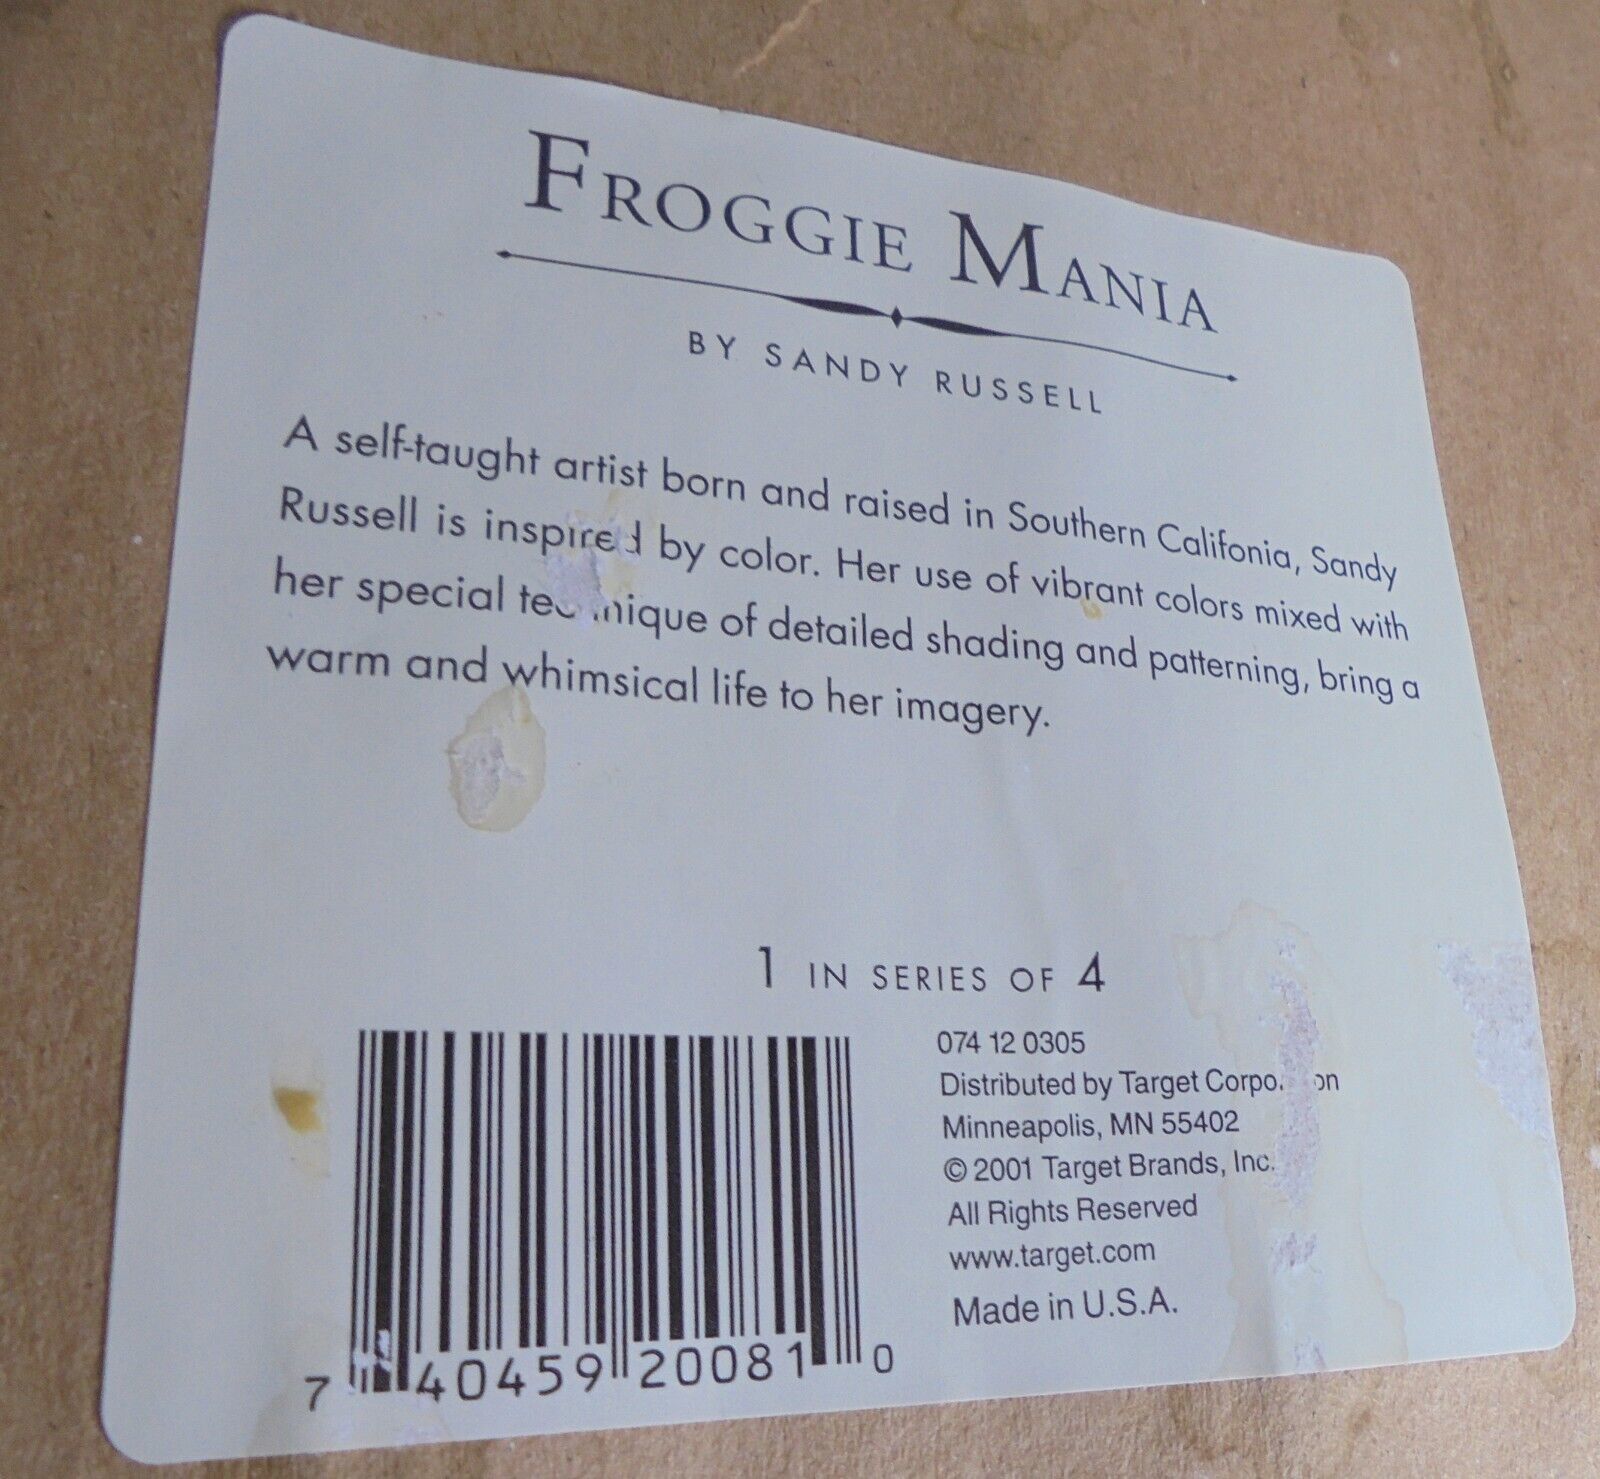 FROGGIE MANIA
BY SANDY RUSSELL
A self-taught artist born and raised in Southern Califonia, Sandy
Russell is inspired by color. Her use of vibrant colors mixed with
her special technique of detailed shading and patterning, bring a
warm and whimsical life to her imagery.
1 IN SERIES OF 4
074 12 0305
Distributed by Target Corporation
Minneapolis, MN 55402
© 2001 Target Brands, Inc.
All Rights Reserved
www.target.com
Made in U.S.A.
7 40459 20081 0